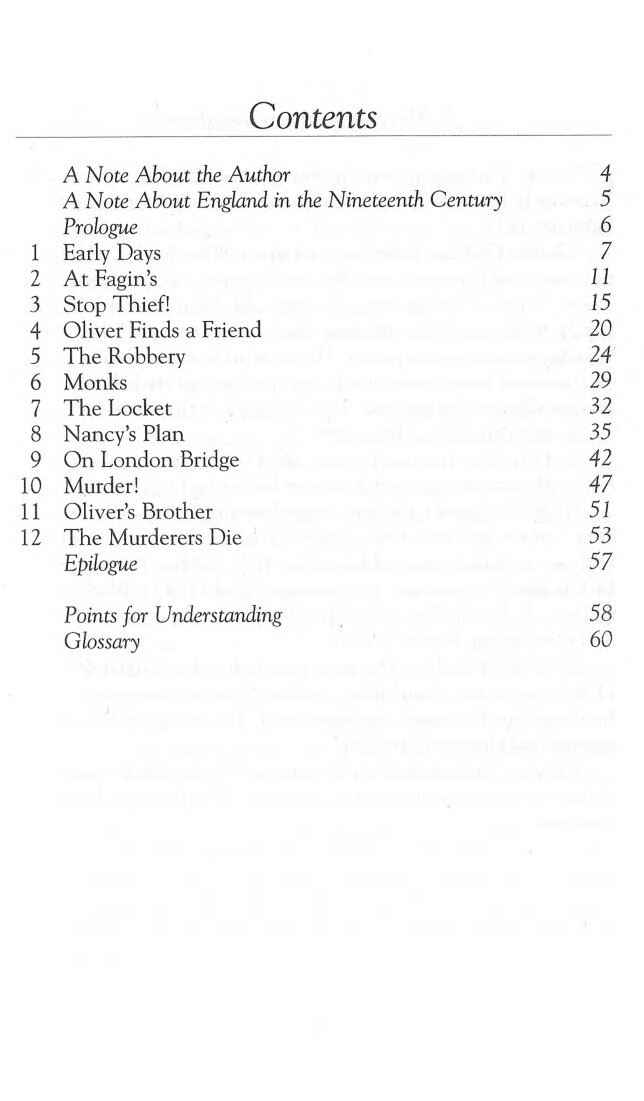 Contents
A Note About the Author 4
A Note About England in the Nineteenth Century 5
Prologue 6
1 Early Days 7
2 At Fagin's 11
3 Stop Thief! 15
4 Oliver Finds a Friend 20
5 The Robbery 24
6 Monks 29
7 The Locket 32
8 Nancy's Plan 35
9 On London Bridge 42
10 Murder! 47
11 Oliver's Brother 51
12 The Murderers Die 53
Epilogue 57
Points for Understanding 58
Glossary 60